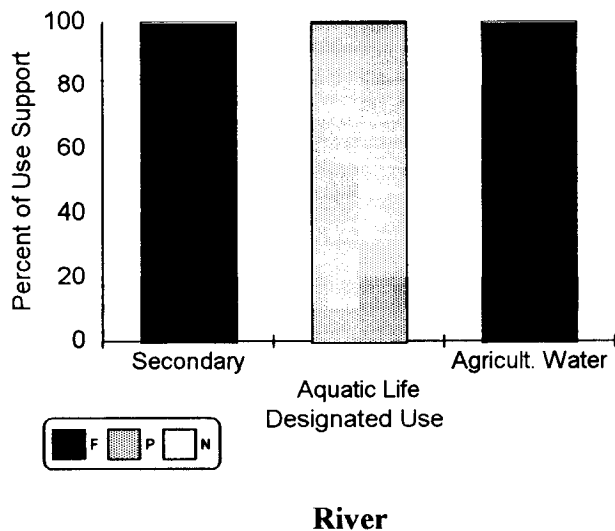 Percent of Use Support
100
80
60
40
20
0
Secondary
Aquatic Life
Agricult. Water
Designated Use
F P N
River